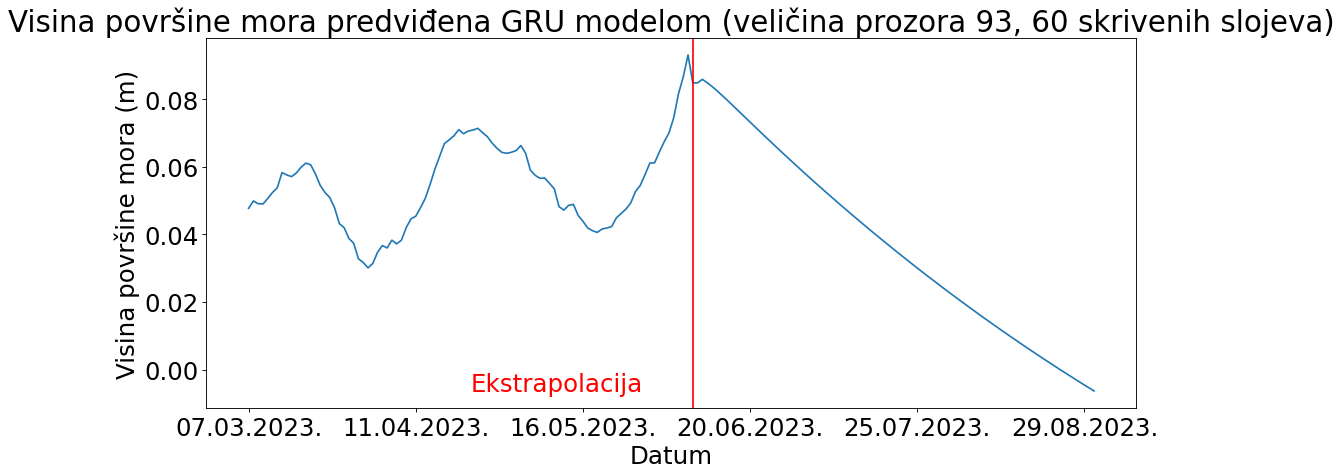 Visina površine mora predviđena GRU modelom (veličina prozora 93, 60 skrivenih slojeva)
Visina površine mora (m)
0.08
0.06
0.04
0.02
0.00
Ekstrapolacija
07.03.2023. 11.04.2023. 16.05.2023. 20.06.2023. 25.07.2023. 29.08.2023.
Datum